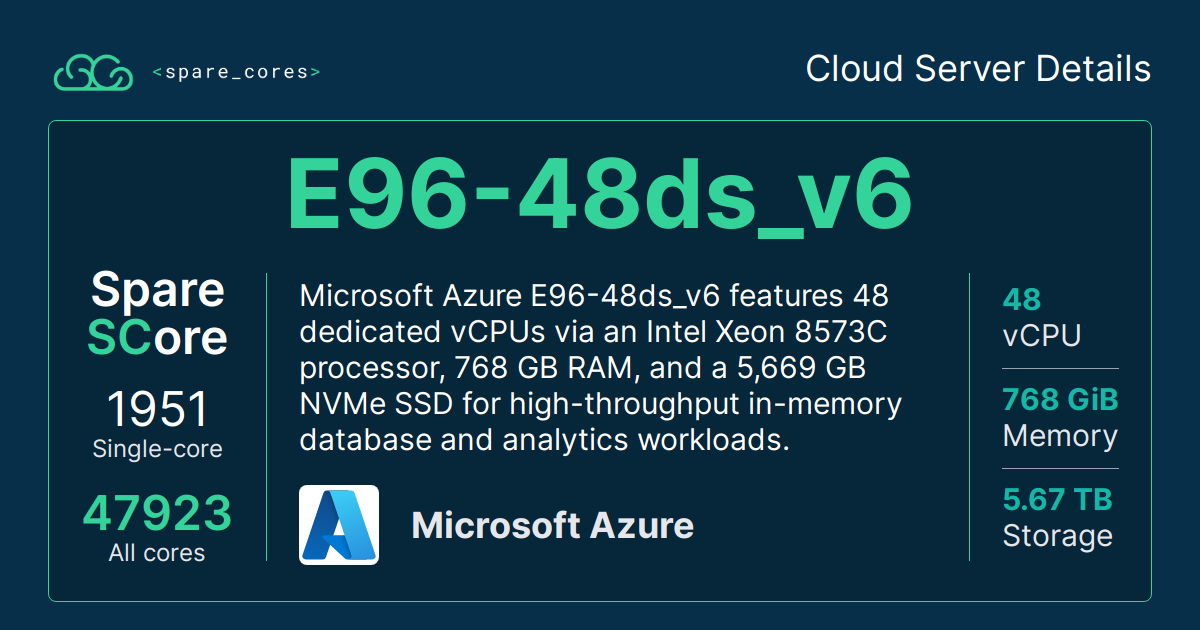 <spare_cores>
Cloud Server Details
E96-48ds_v6
Spare
SCore
1951
Single-core
47923
All cores
Microsoft Azure E96-48ds_v6 features 48
dedicated vCPUs via an Intel Xeon 8573C
processor, 768 GB RAM, and a 5,669 GB
NVMe SSD for high-throughput in-memory
database and analytics workloads.
Microsoft Azure
48
vCPU
768 GiB
Memory
5.67 TB
Storage